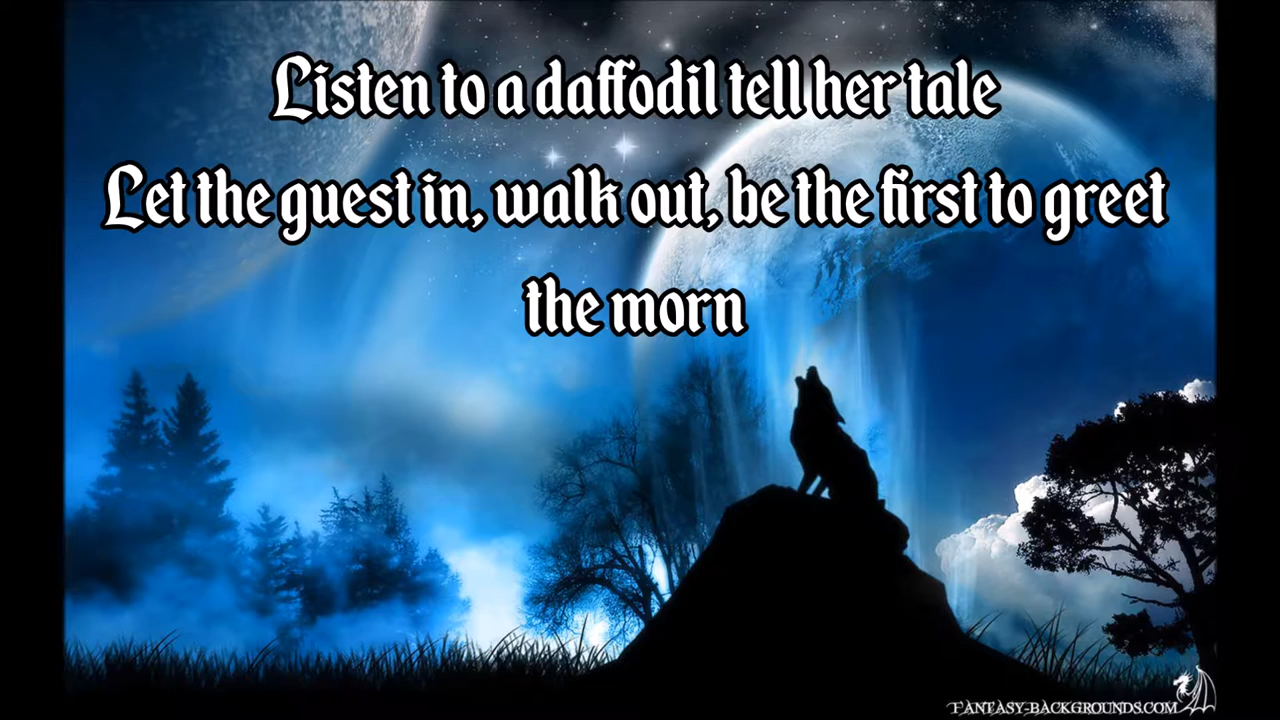 Listen to a daffodil tell her tale
Let the guest in, walk out, be the first to greet
the morn
FANTASY-BACKGROUNDS.COM